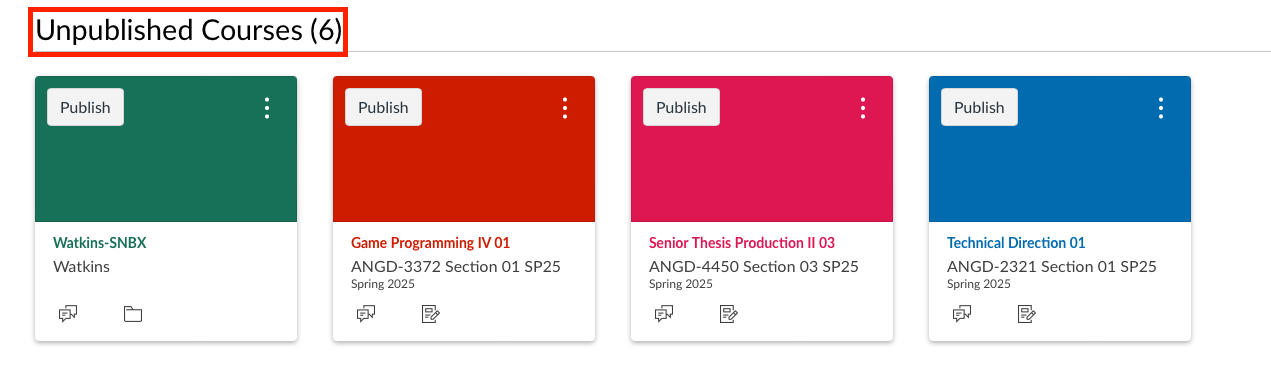 Unpublished Courses (6)
Publish
Publish
Publish
Publish
Watkins-SNBX
Watkins
Game Programming IV 01
ANGD-3372 Section 01 SP25
Spring 2025
Senior Thesis Production II 03
ANGD-4450 Section 03 SP25
Spring 2025
Technical Direction 01
ANGD-2321 Section 01 SP25
Spring 2025